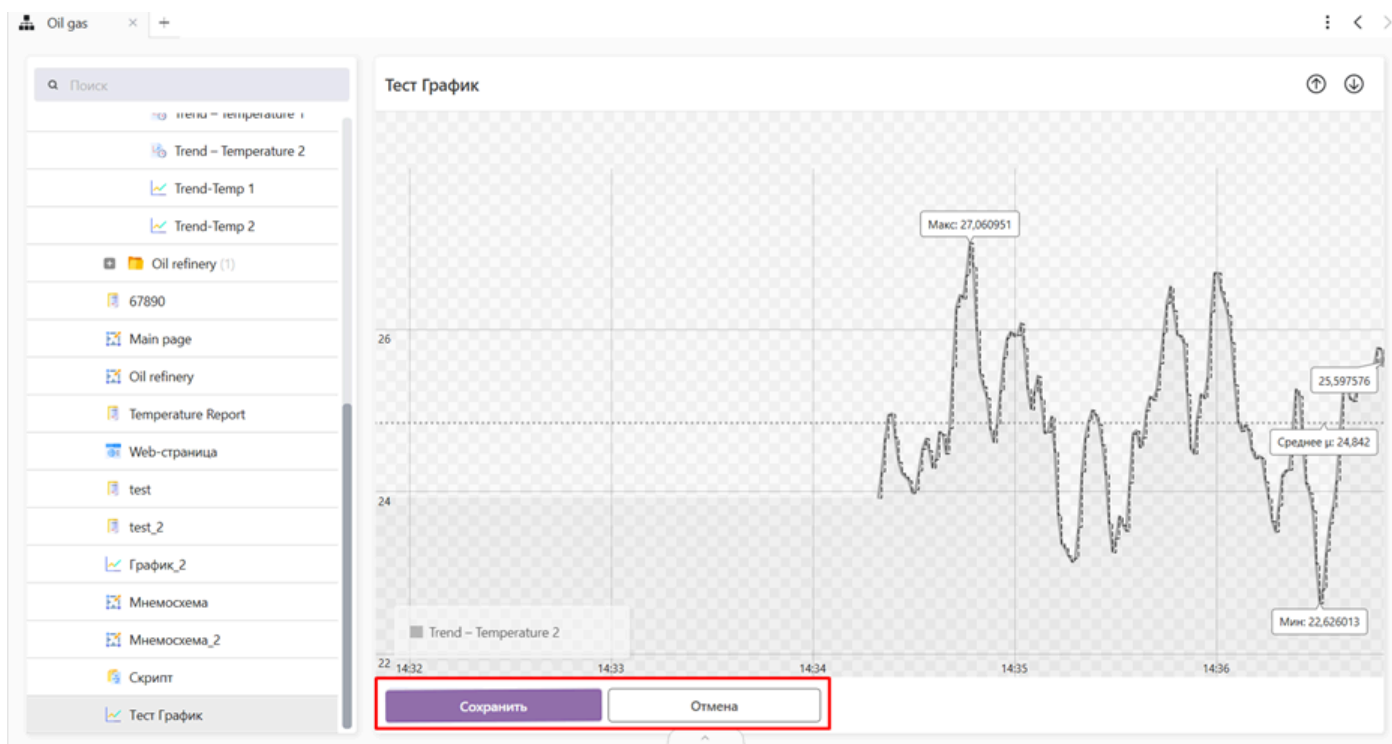 Oil gas
Поиск
Trend – Temperature 1
Trend – Temperature 2
Trend-Temp 1
Trend-Temp 2
Oil refinery (1)
67890
Main page
Oil refinery
Temperature Report
Web-страница
test
test_2
График_2
Мнемосхема
Мнемосхема_2
Скрипт
Тест График
Тест График
Макс: 27,060951
26
25,597576
Среднее μ: 24,842
24
Мин: 22,626013
Trend – Temperature 2
22
14:32 14:33 14:34 14:35 14:36
Сохранить Отмена